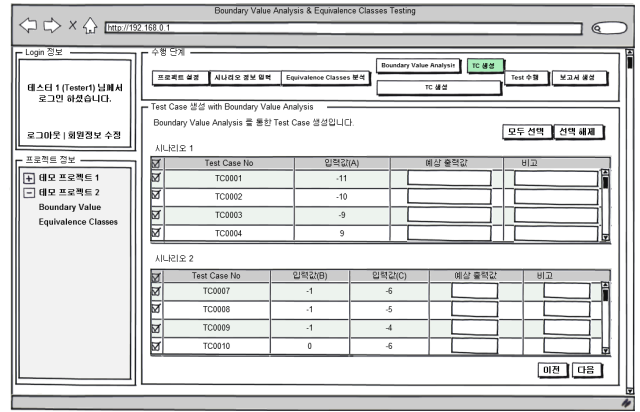 Boundary Value Analysis & Equivalence Classes Testing
http://192.168.0.1
Login 정보
테스터 1 (Tester1) 님께서
로그인 하셨습니다.
로그아웃 | 회원정보 수정
프로젝트 정보
데모 프로젝트 1
데모 프로젝트 2
Boundary Value
Equivalence Classes
수행 단계
프로젝트 설정
시나리오 정보 입력
Equivalence Classes 분석
Boundary Value Analysis
TC 생성
TC 생성
Test 수행
보고서 생성
Test Case 생성 with Boundary Value Analysis
Boundary Value Analysis 를 통한 Test Case 생성입니다.
모두 선택 선택 해제
시나리오 1
Test Case No 입력값(A) 예상 출력값 비고
TC0001 -11
TC0002 -10
TC0003 -9
TC0004 9
시나리오 2
Test Case No 입력값(B) 입력값(C) 예상 출력값 비고
TC0007 -1 -6
TC0008 -1 -5
TC0009 -1 -4
TC0010 0 -6
이전 다음